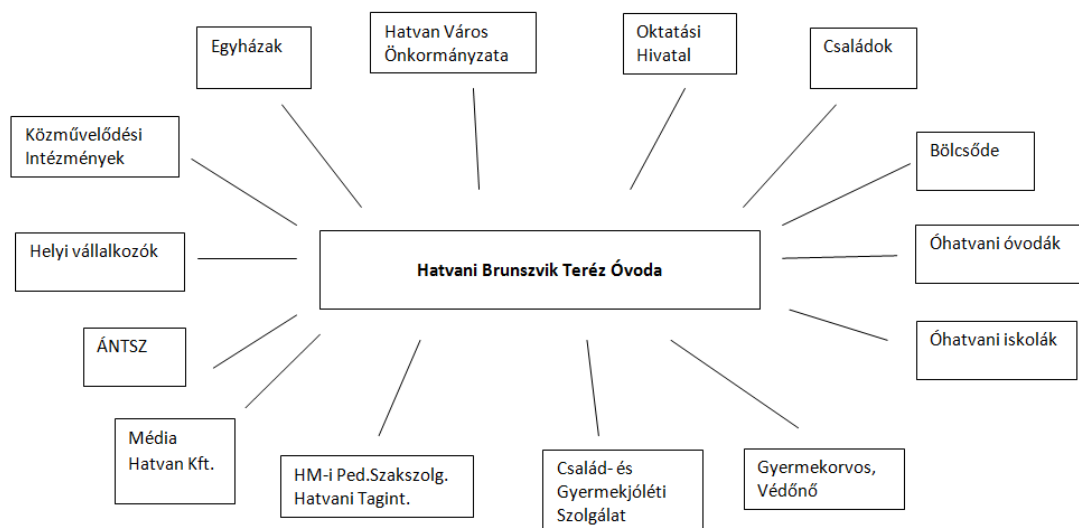 Egyházak
Hatvan Város
Önkormányzata
Oktatási
Hivatal
Családok
Közművelődési
Intézmények
Bölcsőde
Helyi vállalkozók
Hatvani Brunszvik Teréz Óvoda
Óhatvani óvodák
ÁNTSZ
Óhatvani iskolák
Média
Hatvan Kft.
HM-i Ped.Szakszolg.
Hatvani Tagint.
Család- és
Gyermekjóléti
Szolgálat
Gyermekorvos,
Védőnő